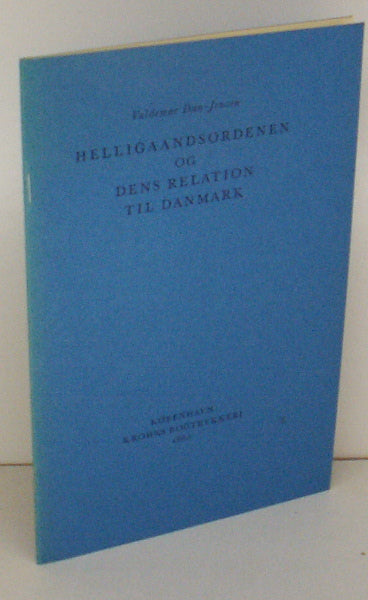 Valdemar Dan-Jensen
HELLIGAANDSORDENEN
OG
DENS RELATION
TIL DANMARK
KØBENHAVN
KROHNS BOGTRYKKERI